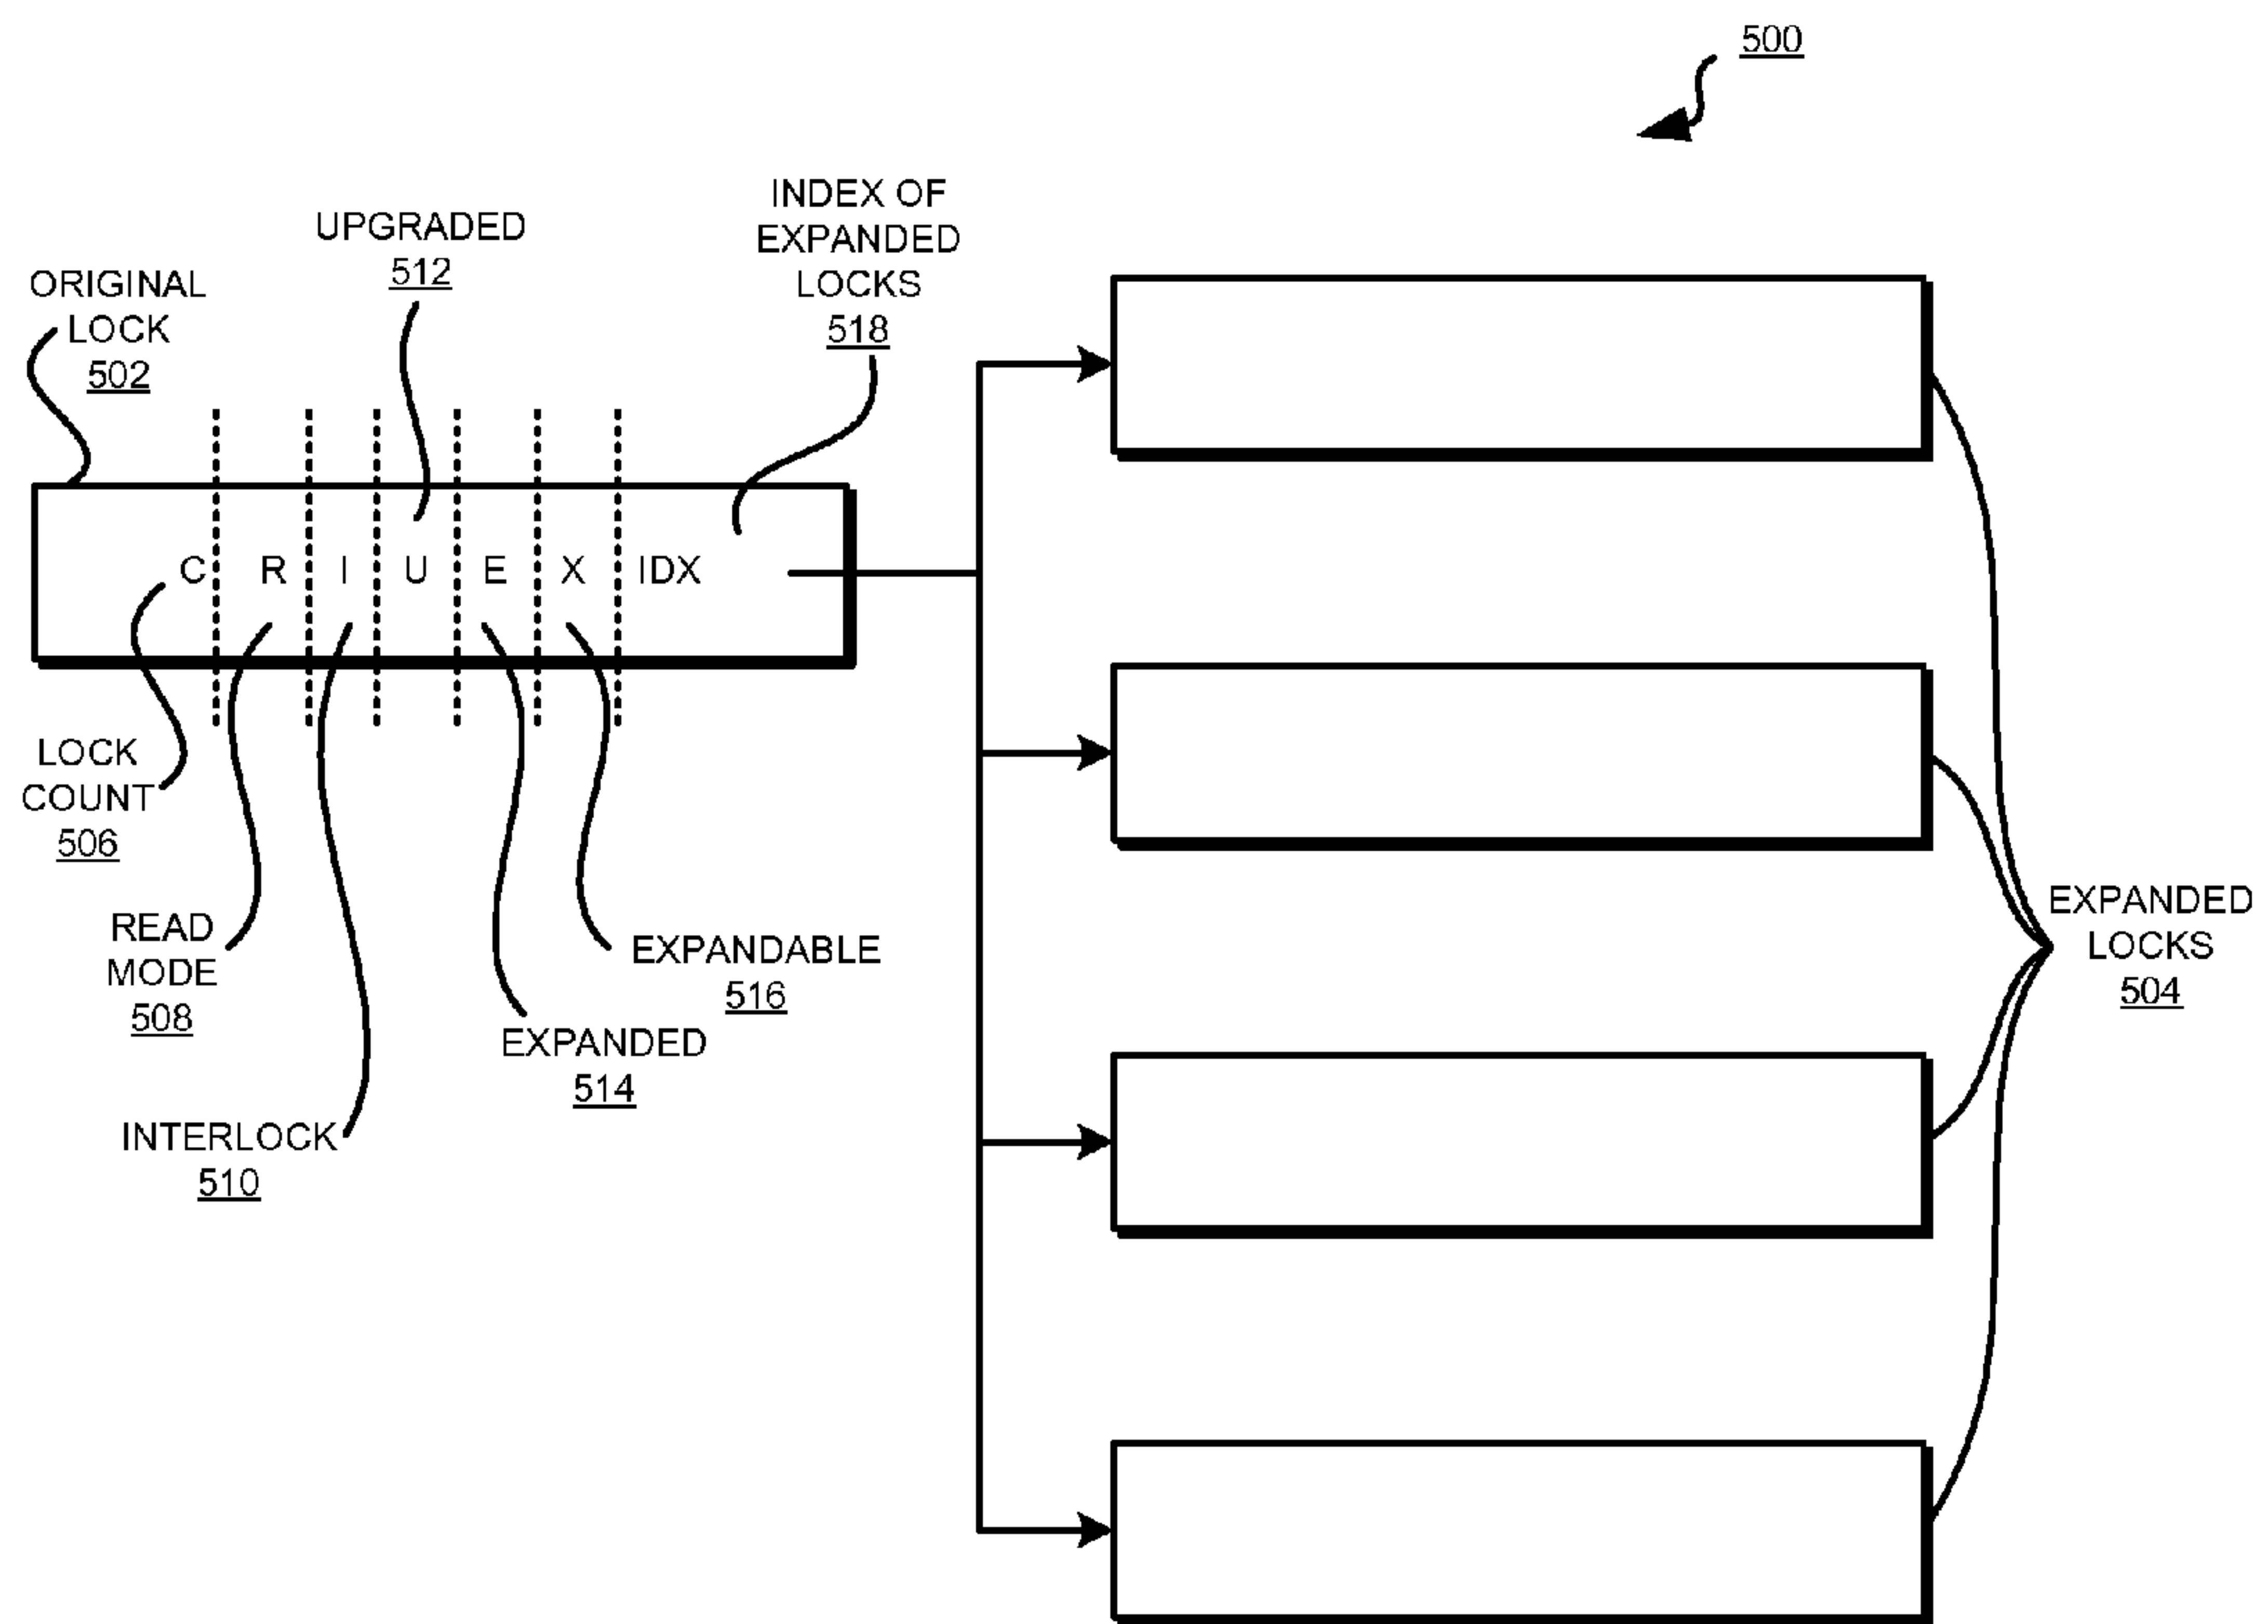 500
INDEX OF
EXPANDED
LOCKS
518
UPGRADED
512
ORIGINAL
LOCK
502
C R I U E X IDX
LOCK
COUNT
506
READ
MODE
508
EXPANDABLE
516
EXPANDED
514
INTERLOCK
510
EXPANDED
LOCKS
504